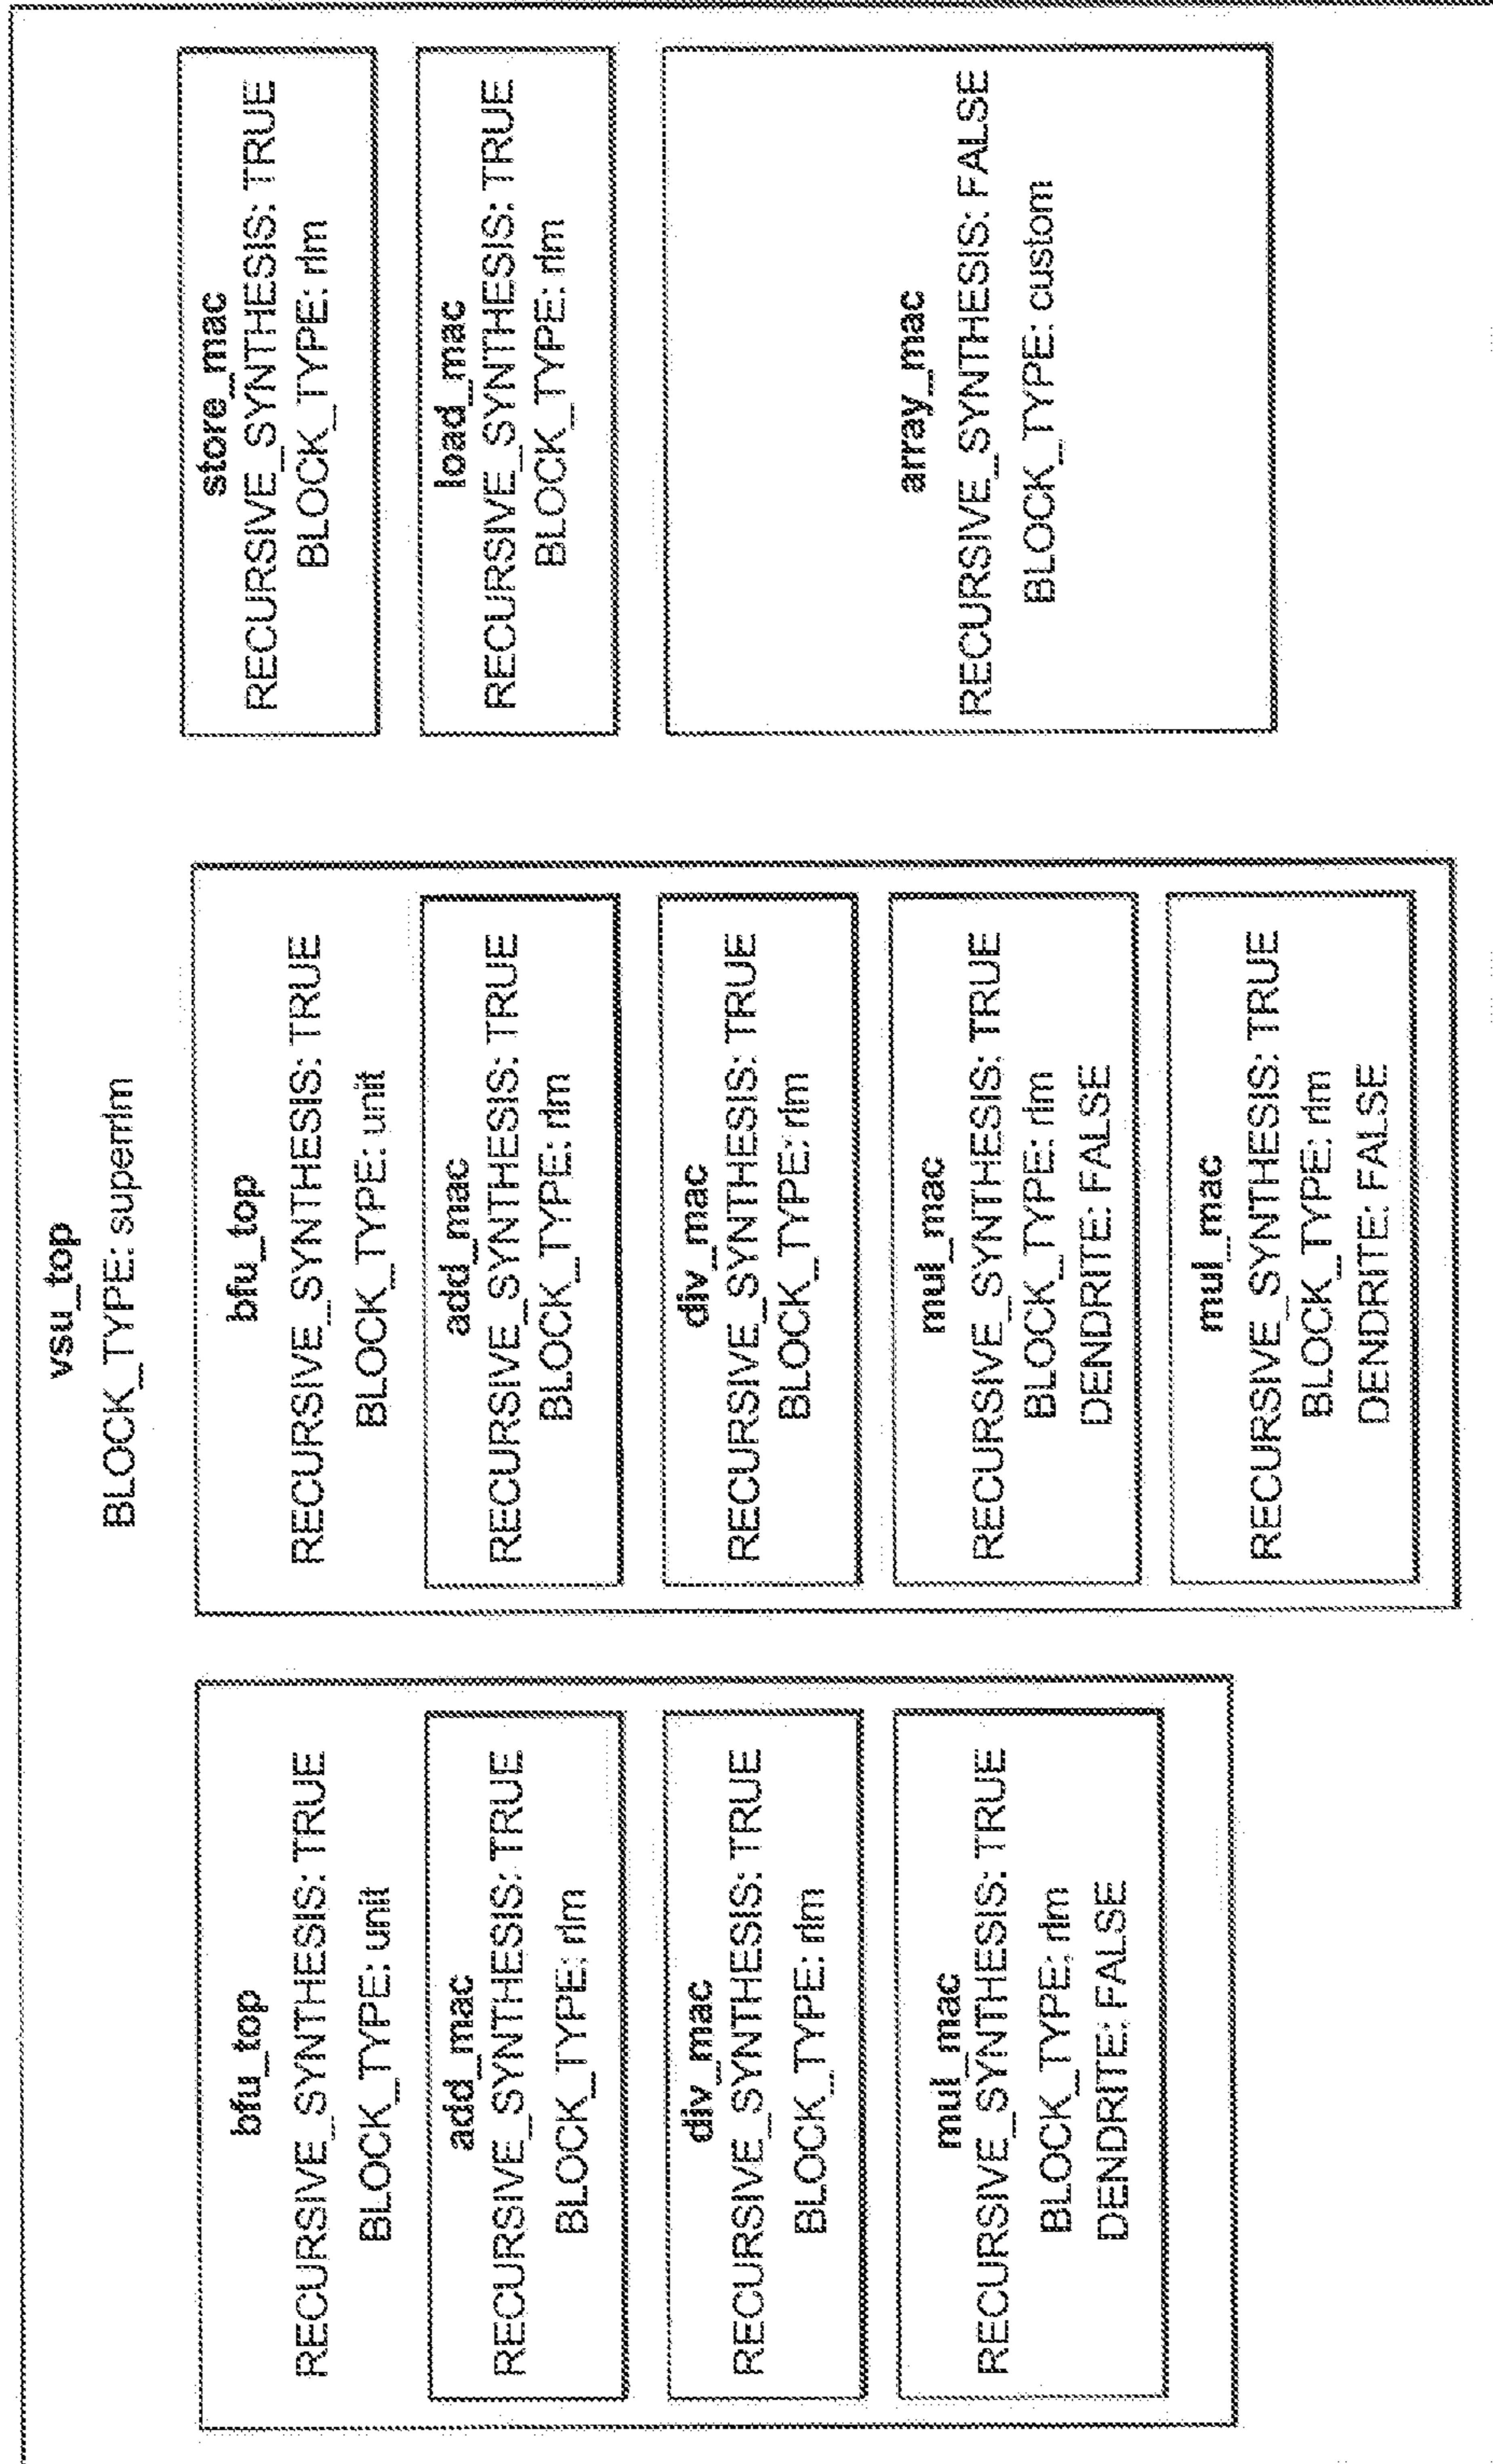 vsu_top
BLOCK_TYPE: superrlm
bfu_top
RECURSIVE_SYNTHESIS: TRUE
BLOCK_TYPE: unit
add_mac
RECURSIVE_SYNTHESIS: TRUE
BLOCK_TYPE: rlm
div_mac
RECURSIVE_SYNTHESIS: TRUE
BLOCK_TYPE: rlm
mul_mac
RECURSIVE_SYNTHESIS: TRUE
BLOCK_TYPE: rlm
DENDRITE: FALSE
bfu_top
RECURSIVE_SYNTHESIS: TRUE
BLOCK_TYPE: unit
add_mac
RECURSIVE_SYNTHESIS: TRUE
BLOCK_TYPE: rlm
div_mac
RECURSIVE_SYNTHESIS: TRUE
BLOCK_TYPE: rlm
mul_mac
RECURSIVE_SYNTHESIS: TRUE
BLOCK_TYPE: rlm
DENDRITE: FALSE
mul_mac
RECURSIVE_SYNTHESIS: TRUE
BLOCK_TYPE: rlm
DENDRITE: FALSE
store_mac
RECURSIVE_SYNTHESIS: TRUE
BLOCK_TYPE: rlm
load_mac
RECURSIVE_SYNTHESIS: TRUE
BLOCK_TYPE: rlm
array_mac
RECURSIVE_SYNTHESIS: FALSE
BLOCK_TYPE: custom